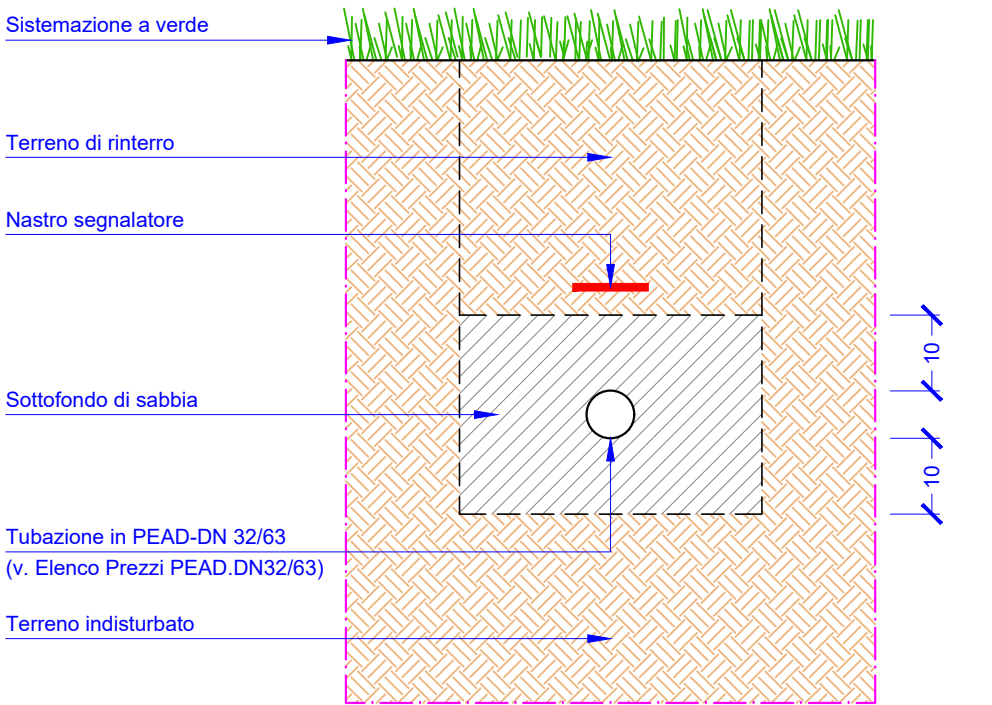 Sistemazione a verde
Terreno di rinterro
Nastro segnalatore
10
Sottofondo di sabbia
10
Tubazione in PEAD-DN 32/63
(v. Elenco Prezzi PEAD.DN32/63)
Terreno indisturbato